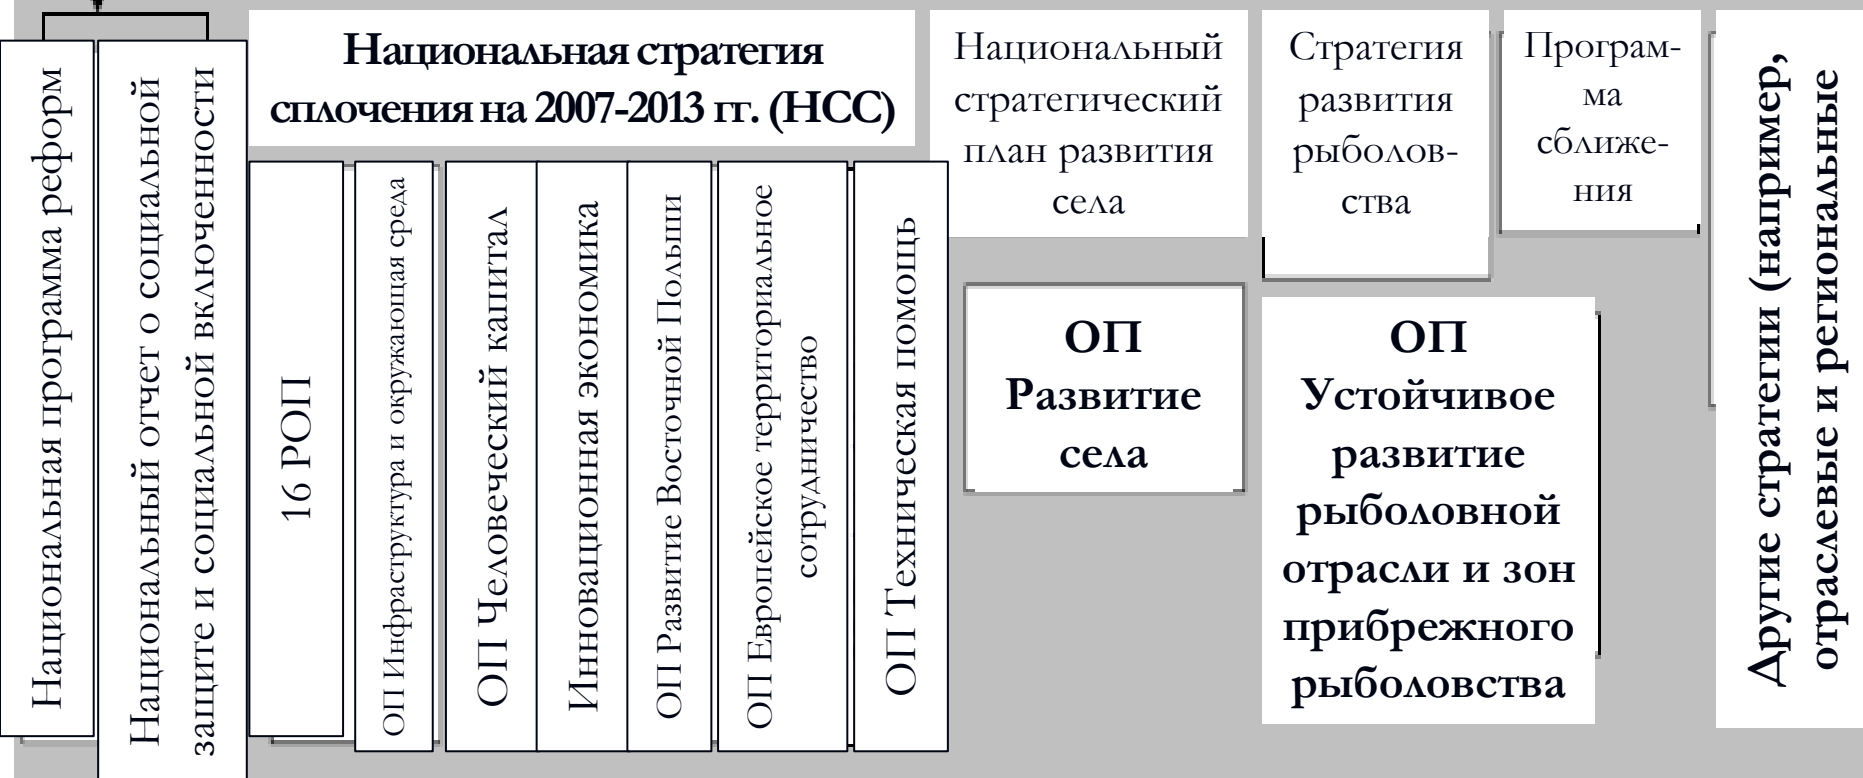 Национальная программа реформ
Национальный отчет о социальной
защите и социальной включенности
Национальная стратегия
сплочения на 2007-2013 гг. (НСС)
16 РОП
ОП Инфраструктура и окружающая среда
ОП Человеческий капитал
Инновационная экономика
ОП Развитие Восточной Польши
ОП Европейское территориальное
сотрудничество
ОП Техническая помощь
Национальный
стратегический
план развития
села
ОП
Развитие
села
Стратегия
развития
рыболов-
ства
ОП
Устойчивое
развитие
рыболовной
отрасли и зон
прибрежного
рыболовства
Програм-
ма
сближе-
ния
Другие стратегии (например,
отраслевые и региональные